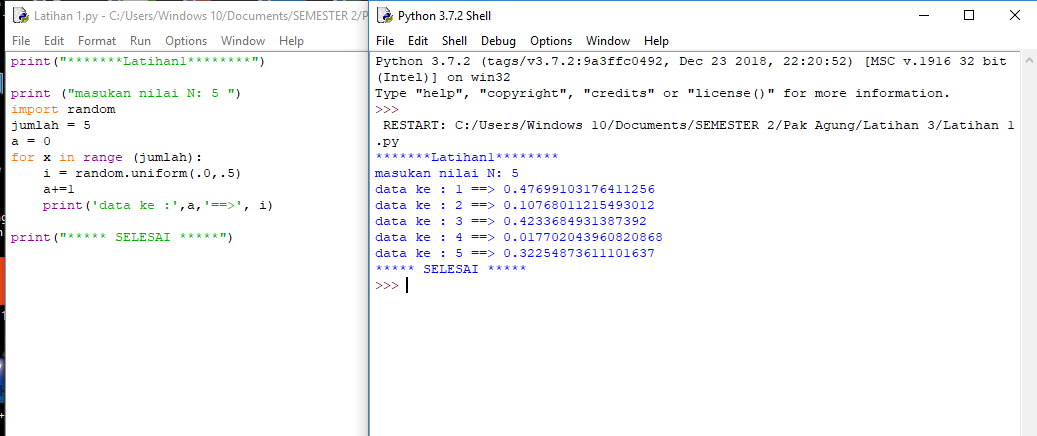 Latihan 1.py - C:/Users/Windows 10/Documents/SEMESTER 2/P
File Edit Format Run Options Window Help
print("*******Latihan1********")
print ("masukan nilai N: 5 ")
import random
jumlah = 5
a = 0
for x in range (jumlah):
    i = random.uniform(.0,.5)
    a+=1
    print('data ke :',a,'==>', i)
print("***** SELESAI *****")
Python 3.7.2 Shell
File Edit Shell Debug Options Window Help
Python 3.7.2 (tags/v3.7.2:9a3ffc0492, Dec 23 2018, 22:20:52) [MSC v.1916 32 bit
(Intel)] on win32
Type "help", "copyright", "credits" or "license()" for more information.
>>>
 RESTART: C:/Users/Windows 10/Documents/SEMESTER 2/Pak Agung/Latihan 3/Latihan 1
.py
*******Latihan1********
masukan nilai N: 5
data ke : 1 ==> 0.47699103176411256
data ke : 2 ==> 0.10768011215493012
data ke : 3 ==> 0.4233684931387392
data ke : 4 ==> 0.017702043960820868
data ke : 5 ==> 0.32254873611101637
***** SELESAI *****
>>>